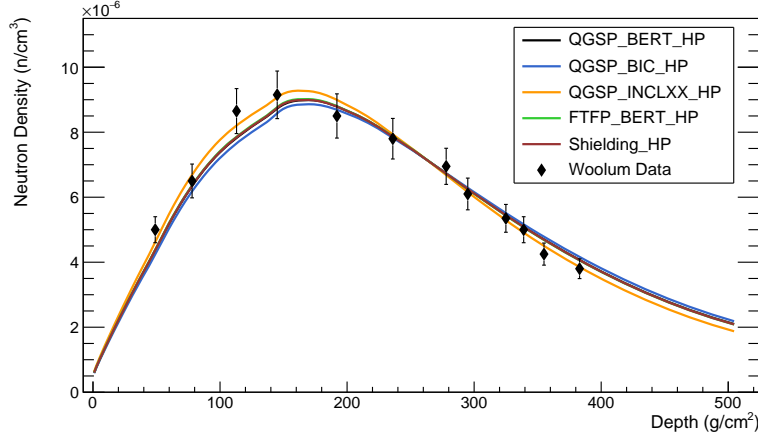 ×10⁻⁶
Neutron Density (n/cm³)
10
8
6
4
2
0
0 100 200 300 400 500
Depth (g/cm²)
QGSP_BERT_HP
QGSP_BIC_HP
QGSP_INCLXX_HP
FTFP_BERT_HP
Shielding_HP
Woolum Data